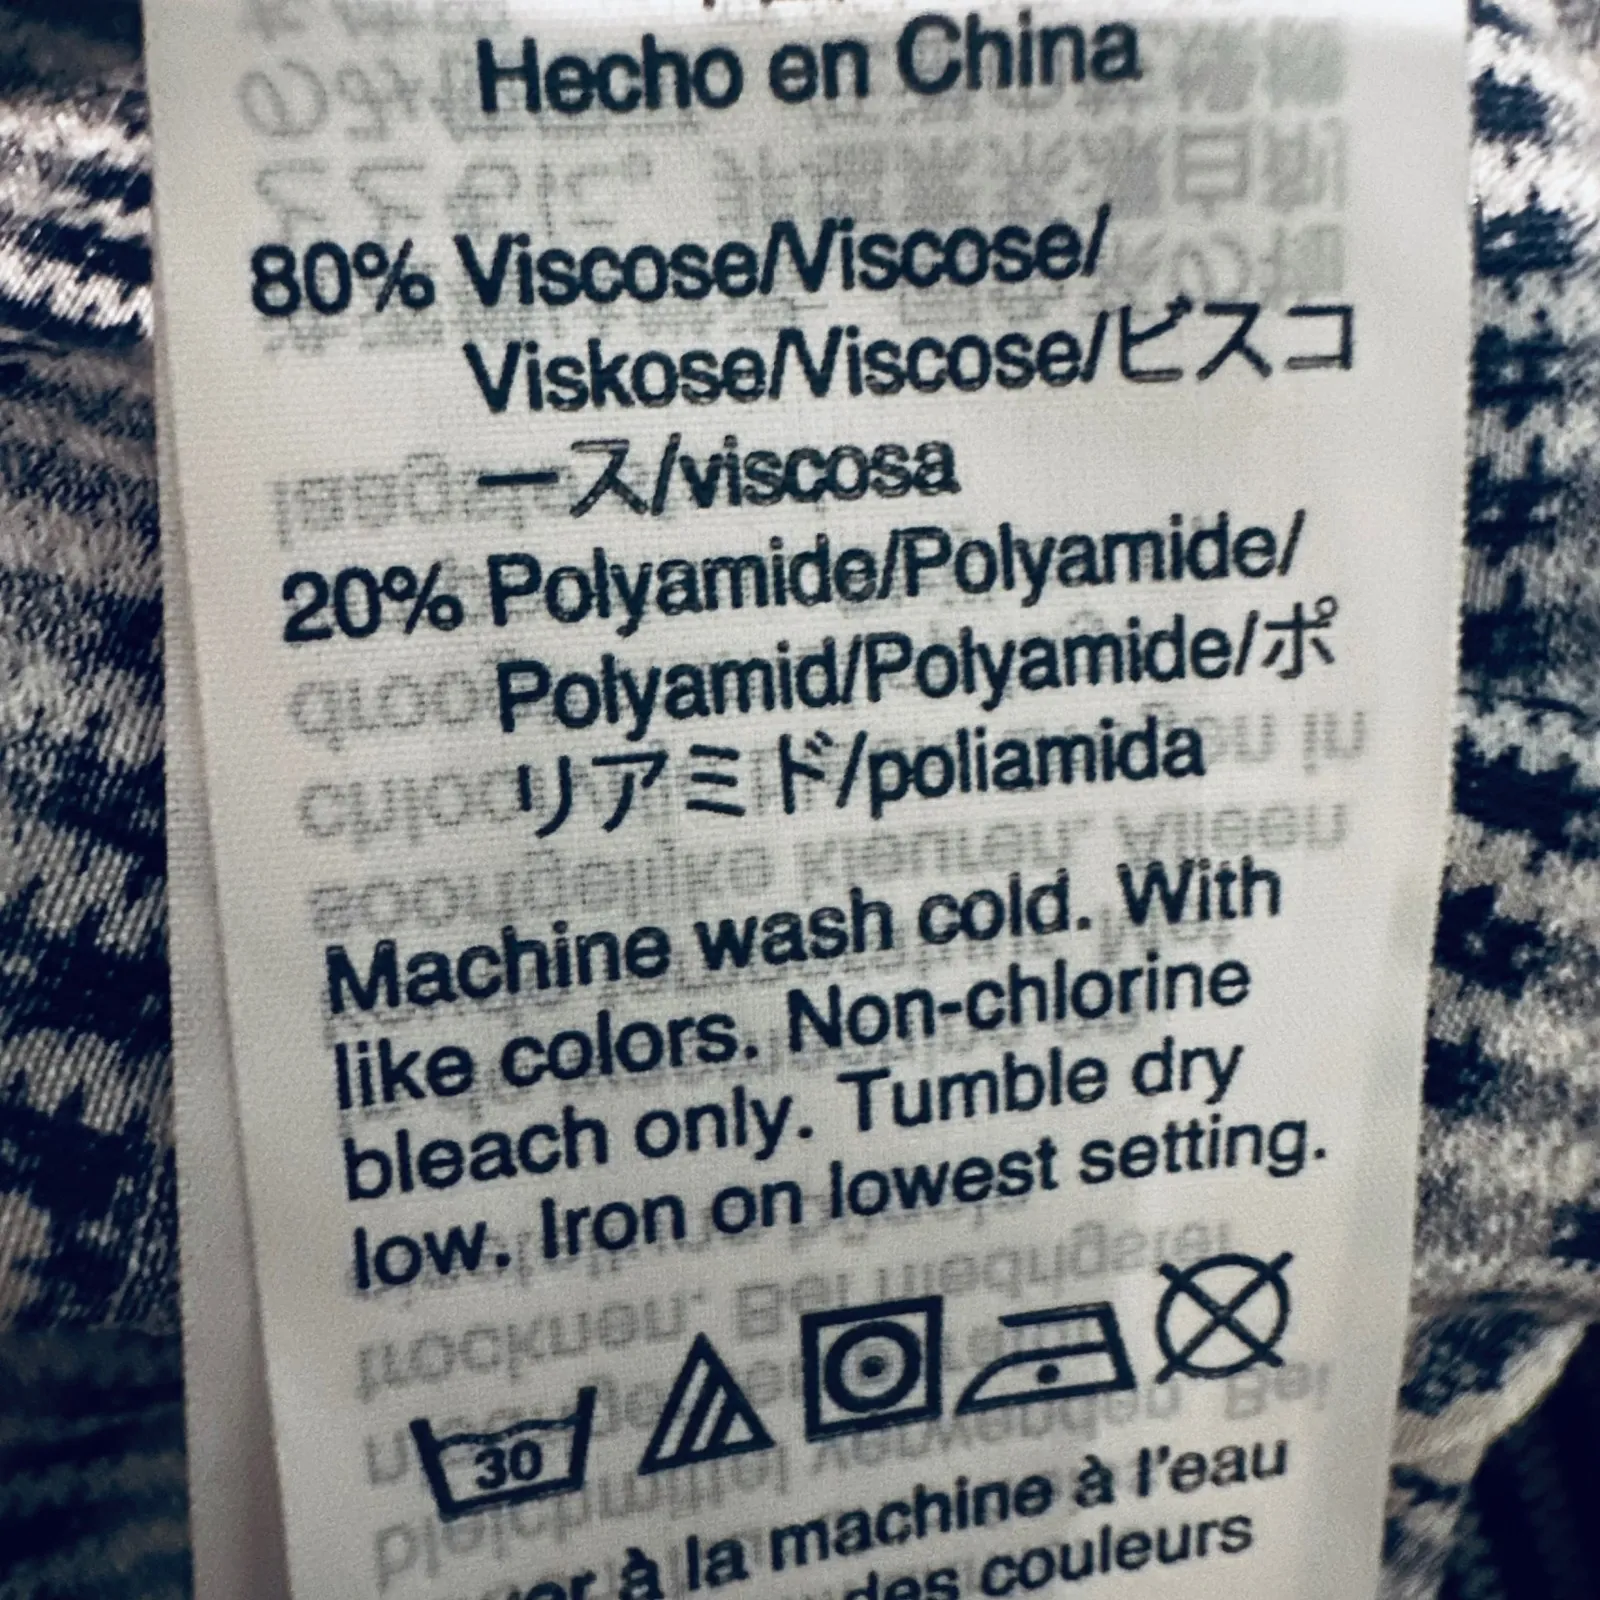 Hecho en China
80% Viscose/Viscose/
Viskose/Viscose/ビスコ
ース/viscosa
20% Polyamide/Polyamide/
Polyamid/Polyamide/ポ
リアミド/poliamida
Machine wash cold. With
like colors. Non-chlorine
bleach only. Tumble dry
low. Iron on lowest setting.
30
à la machine à l'eau
des couleurs